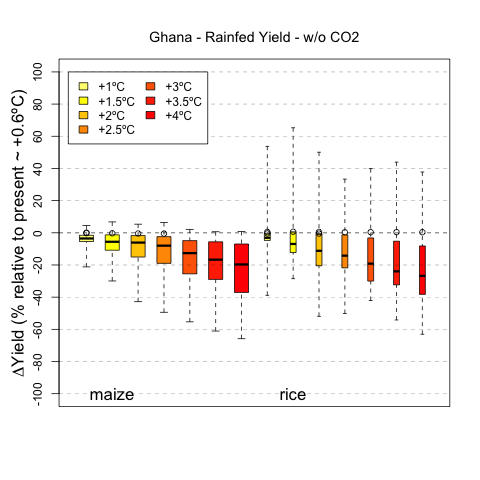 Ghana - Rainfed Yield - w/o CO2
ΔYield (% relative to present ~ +0.6ºC)
100
80
60
40
20
0
-20
-40
-60
-80
-100
+1ºC
+1.5ºC
+2ºC
+2.5ºC
+3ºC
+3.5ºC
+4ºC
maize
rice